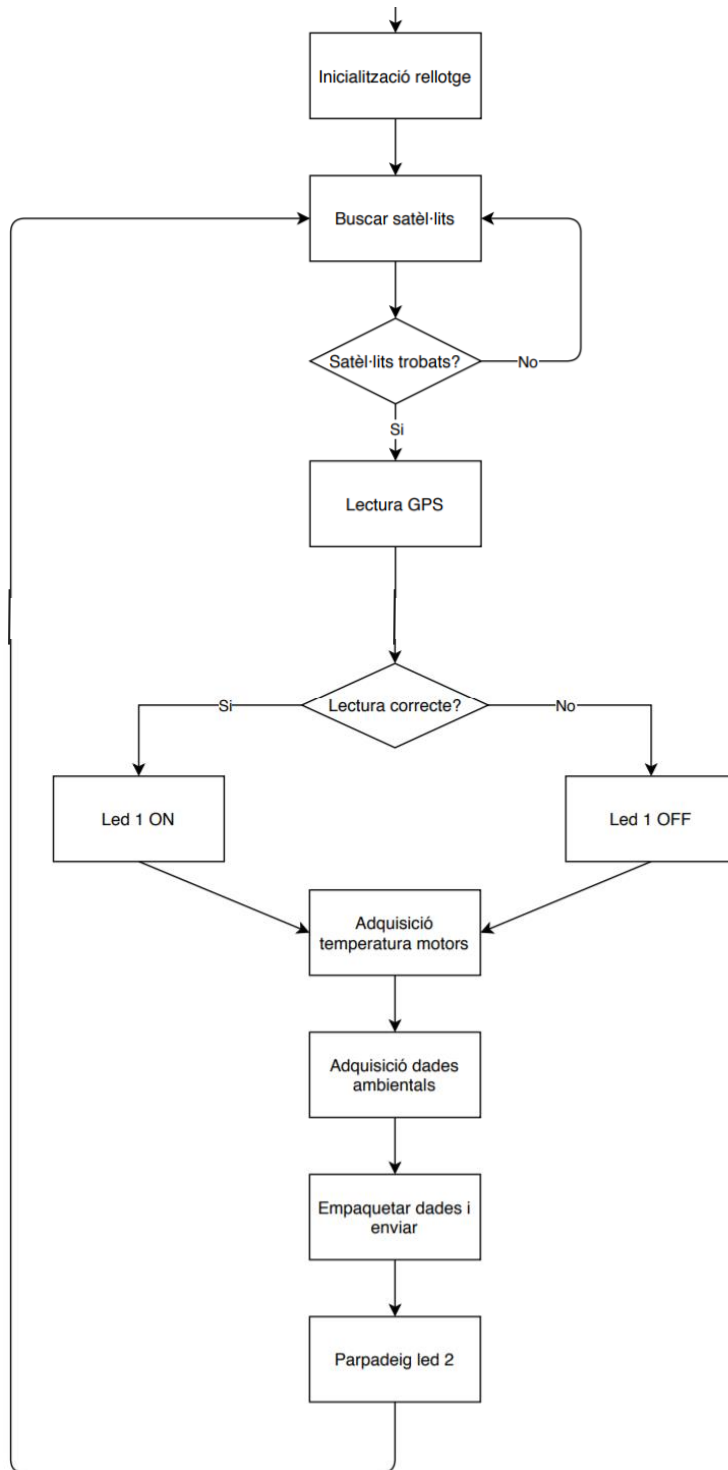 Inicialització rellotge
Buscar satèl·lits
Satèl·lits trobats?
No
Si
Lectura GPS
Si
Lectura correcte?
No
Led 1 ON
Led 1 OFF
Adquisició
temperatura motors
Adquisició dades
ambientals
Empaquetar dades i
enviar
Parpadeig led 2